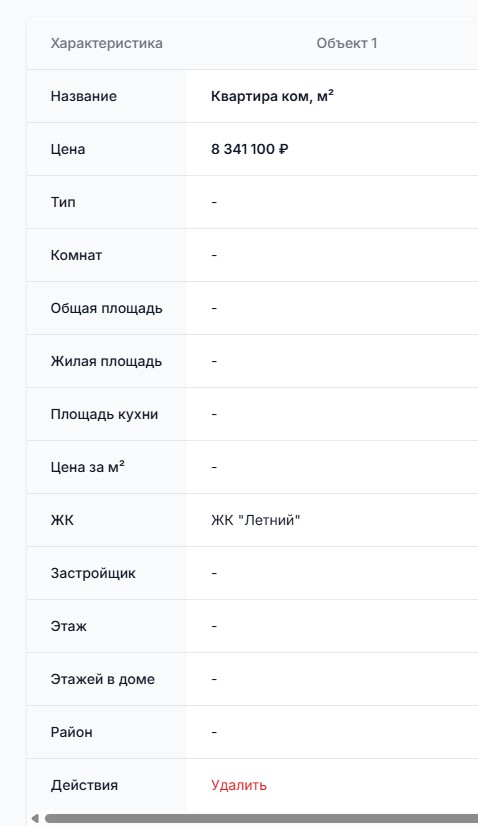 Характеристика Объект 1
Название Квартира ком, м²
Цена 8 341 100 ₽
Тип -
Комнат -
Общая площадь -
Жилая площадь -
Площадь кухни -
Цена за м² -
ЖК ЖК "Летний"
Застройщик -
Этаж -
Этажей в доме -
Район -
Действия Удалить